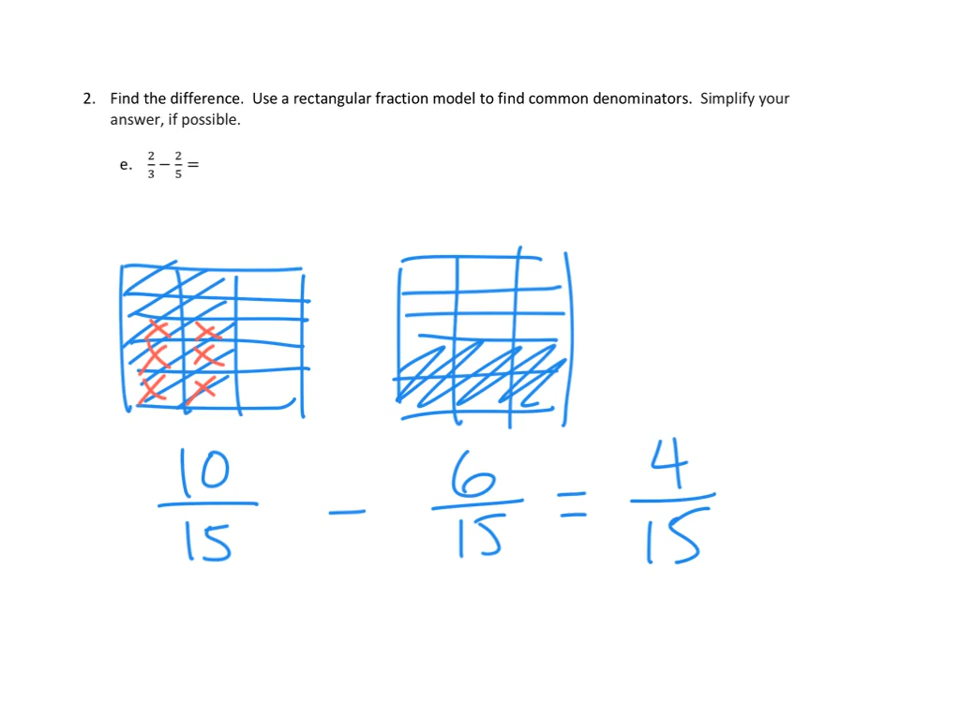 2. Find the difference. Use a rectangular fraction model to find common denominators. Simplify your
answer, if possible.
e. 2/3 − 2/5 =
10/15 − 6/15 = 4/15